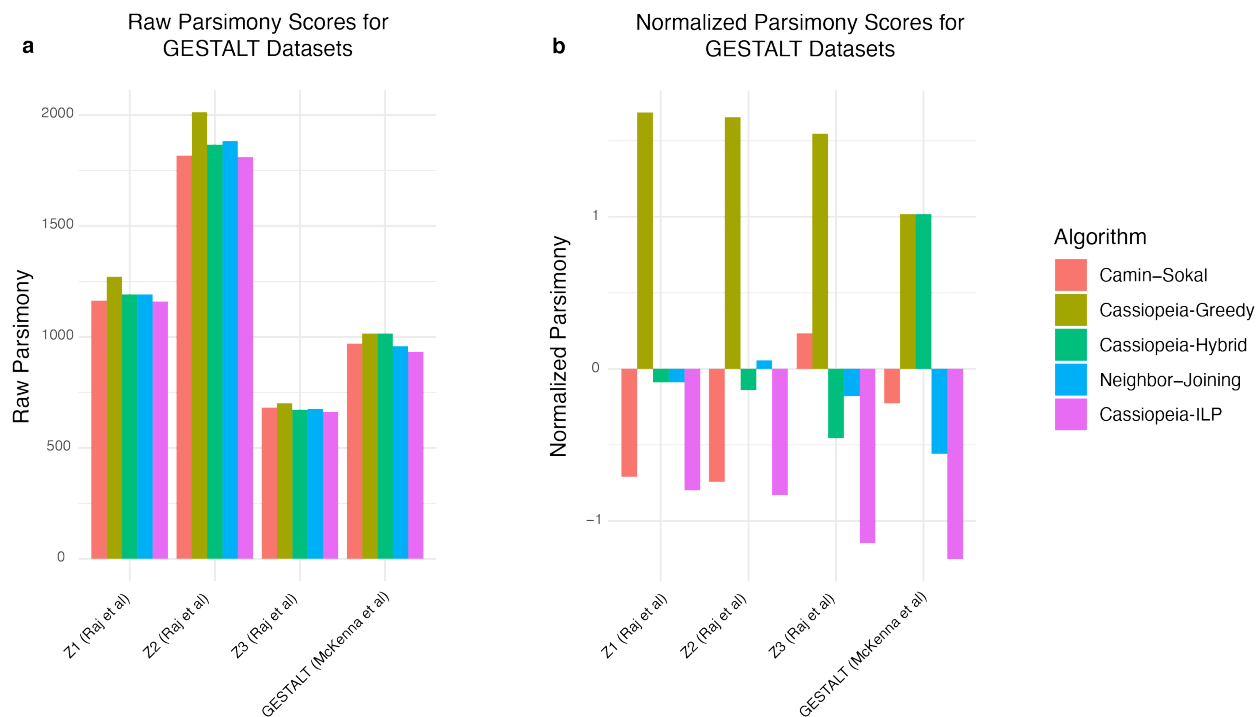 a
Raw Parsimony Scores for
GESTALT Datasets
Raw Parsimony
2000
1500
1000
500
0
Z1 (Raj et al)
Z2 (Raj et al)
Z3 (Raj et al)
GESTALT (McKenna et al)
b
Normalized Parsimony Scores for
GESTALT Datasets
Normalized Parsimony
1
0
−1
Z1 (Raj et al)
Z2 (Raj et al)
Z3 (Raj et al)
GESTALT (McKenna et al)
Algorithm
Camin−Sokal
Cassiopeia-Greedy
Cassiopeia-Hybrid
Neighbor−Joining
Cassiopeia-ILP